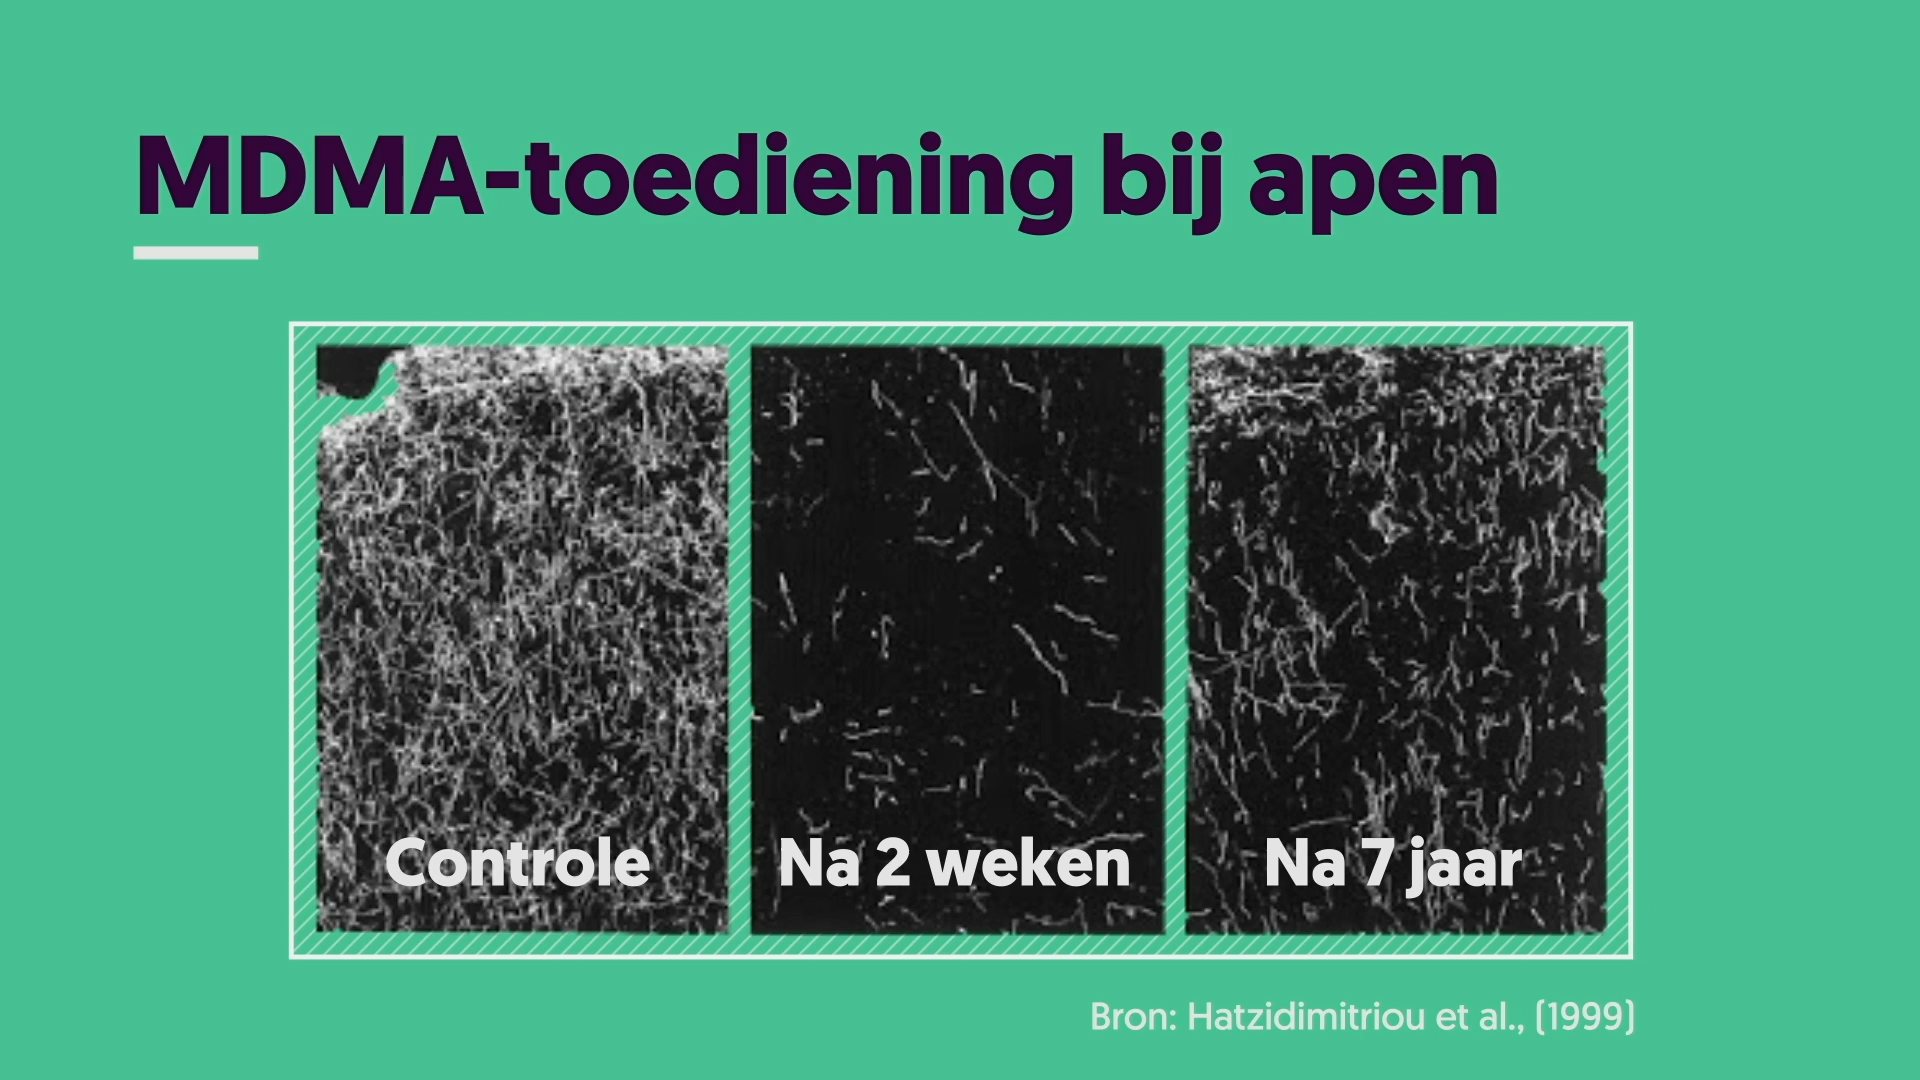 MDMA-toediening bij apen
Controle
Na 2 weken
Na 7 jaar
Bron: Hatzidimitriou et al., (1999)